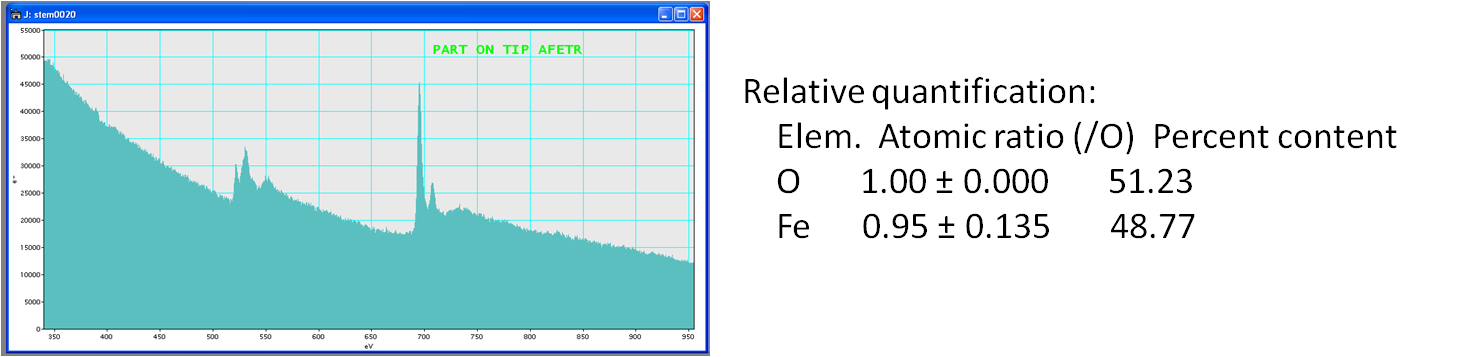 J: stem0020
PART ON TIP AFETR
55000
50000
45000
40000
35000
30000
25000
20000
15000
10000
5000
0
e-
350 400 450 500 550 600 650 700 750 800 850 900 950
eV
Relative quantification:
Elem. Atomic ratio (/O) Percent content
O 1.00 ± 0.000 51.23
Fe 0.95 ± 0.135 48.77